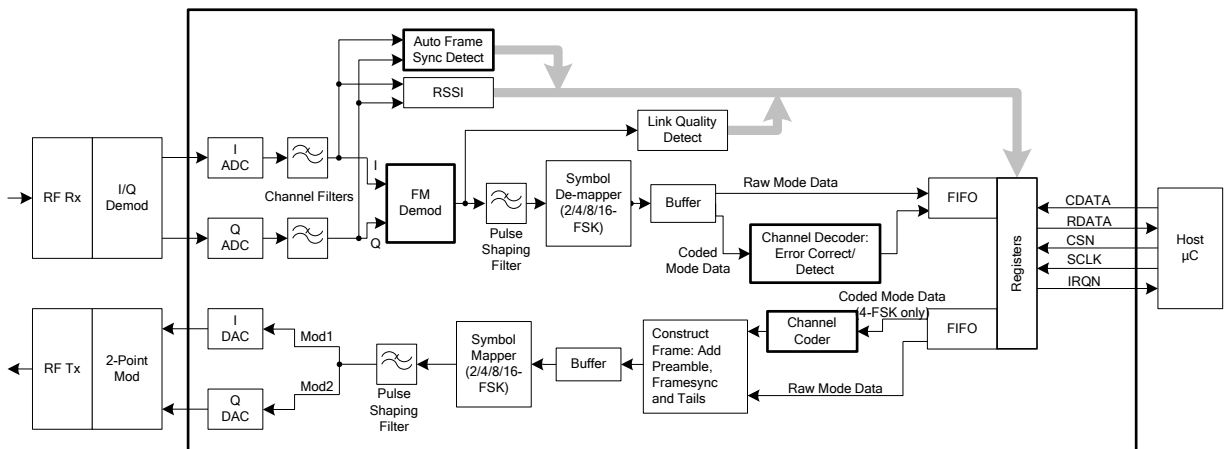 Auto Frame
Sync Detect
RSSI
Link Quality
Detect
RF Rx
I/Q
Demod
I
ADC
Channel Filters
Q
ADC
I
FM
Demod
Q
Pulse
Shaping
Filter
Symbol
De-mapper
(2/4/8/16-
FSK)
Buffer
Raw Mode Data
Coded
Mode Data
Channel Decoder:
Error Correct/
Detect
FIFO
Registers
CDATA
RDATA
CSN
SCLK
IRQN
Host
µC
RF Tx
2-Point
Mod
I
DAC
Mod1
Q
DAC
Mod2
Pulse
Shaping
Filter
Symbol
Mapper
(2/4/8/16-
FSK)
Buffer
Construct
Frame: Add
Preamble,
Framesync
and Tails
Channel
Coder
Coded Mode Data
(4-FSK only)
FIFO
Raw Mode Data